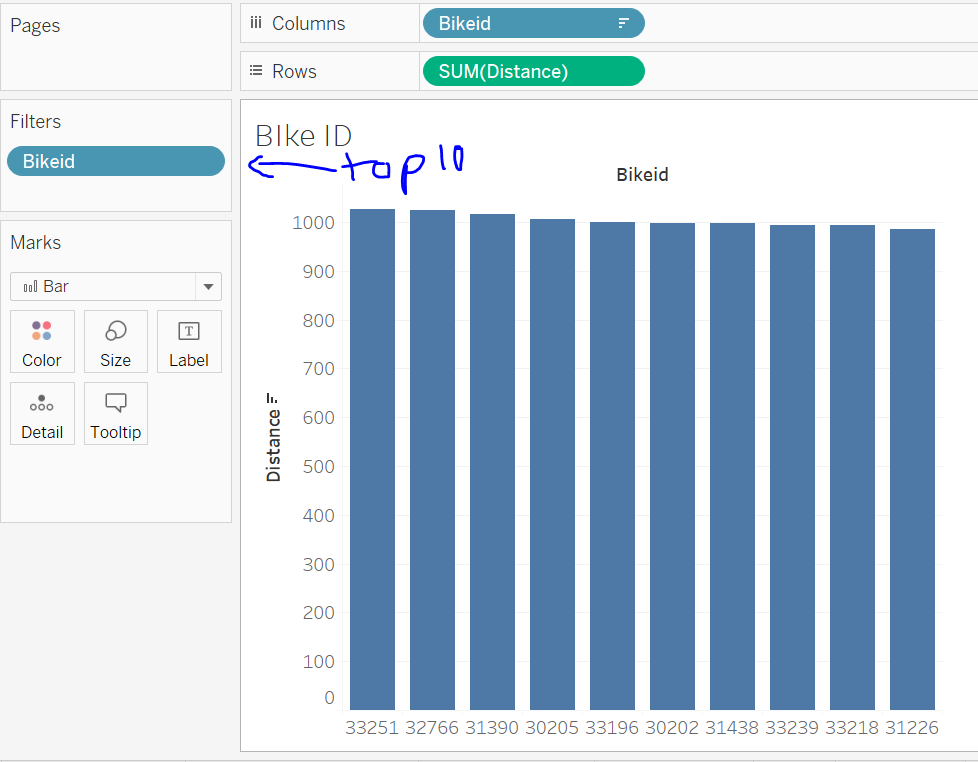 Pages
Columns
Bikeid
Rows
SUM(Distance)
Filters
Bikeid
BIke ID
top 10
Bikeid
Marks
Bar
Color Size Label
Detail Tooltip
Distance
1000
900
800
700
600
500
400
300
200
100
0
33251 32766 31390 30205 33196 30202 31438 33239 33218 31226